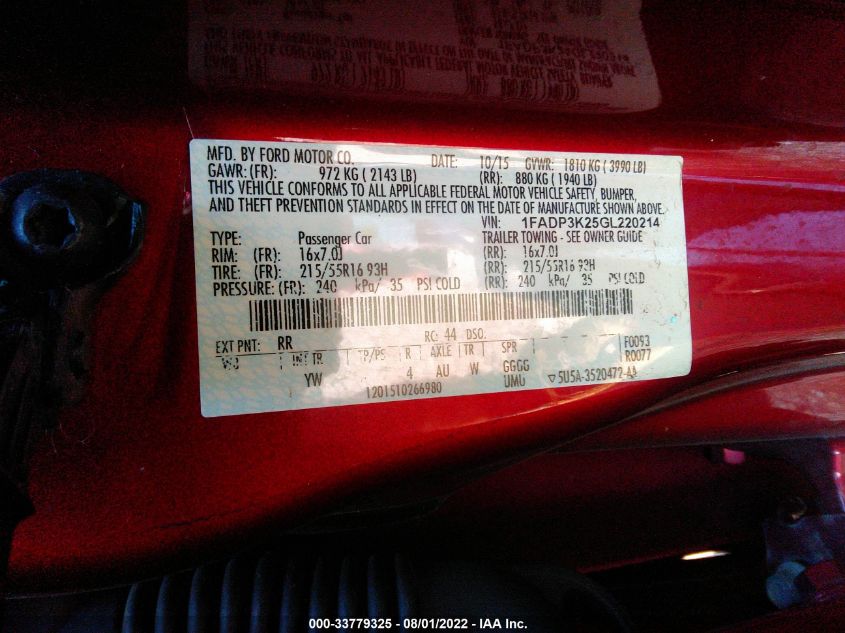 MFD. BY FORD MOTOR CO. DATE: 10/15 GVWR: 1810 KG ( 3990 LB)
GAWR:(FR): 972 KG ( 2143 LB) (RR): 880 KG ( 1940 LB)
THIS VEHICLE CONFORMS TO ALL APPLICABLE FEDERAL MOTOR VEHICLE SAFETY, BUMPER,
AND THEFT PREVENTION STANDARDS IN EFFECT ON THE DATE OF MANUFACTURE SHOWN ABOVE.
VIN: 1FADP3K25GL220214
TYPE: Passenger Car TRAILER TOWING - SEE OWNER GUIDE
RIM: (FR): 16x7.0J (RR): 16x7.0J
TIRE: (FR): 215/55R16 93H (RR): 215/55R16 93H
PRESSURE: (FR): 240 kPa/ 35 PSI COLD (RR): 240 kPa/ 35 PSI COLD
EXT PNT: RR RC: 44 DSO: F0093
R0077
INT TR TP/PS R AXLE TR SPR
YW 4 AU W GGGG
UMG
1201510266980 5U5A-3520472-AA
000-33779325 - 08/01/2022 - IAA Inc.